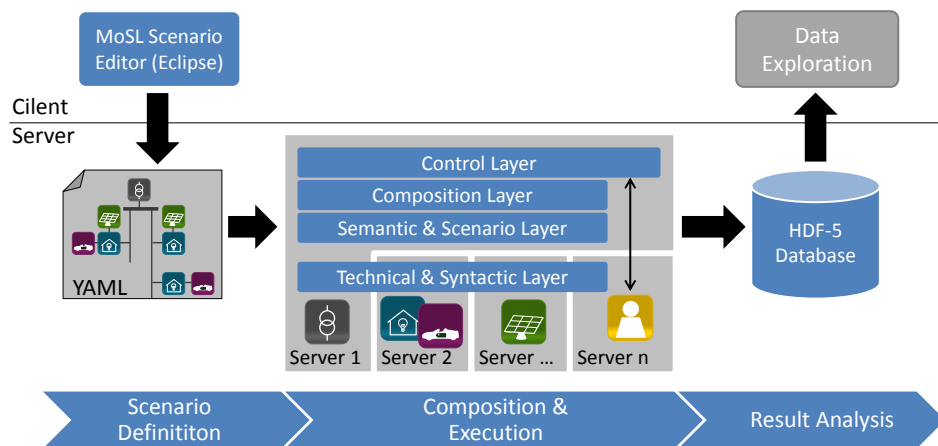 MoSL Scenario
Editor (Eclipse)
Data
Exploration
Cilent
Server
Control Layer
Composition Layer
Semantic & Scenario Layer
Technical & Syntactic Layer
YAML
HDF-5
Database
Server 1
Server 2
Server ...
Server n
Scenario
Definititon
Composition &
Execution
Result Analysis